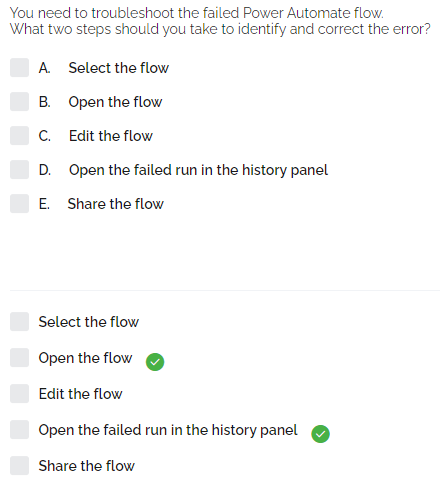 You need to troubleshoot the failed Power Automate flow.
What two steps should you take to identify and correct the error?
A. Select the flow
B. Open the flow
C. Edit the flow
D. Open the failed run in the history panel
E. Share the flow
Select the flow
Open the flow
Edit the flow
Open the failed run in the history panel
Share the flow